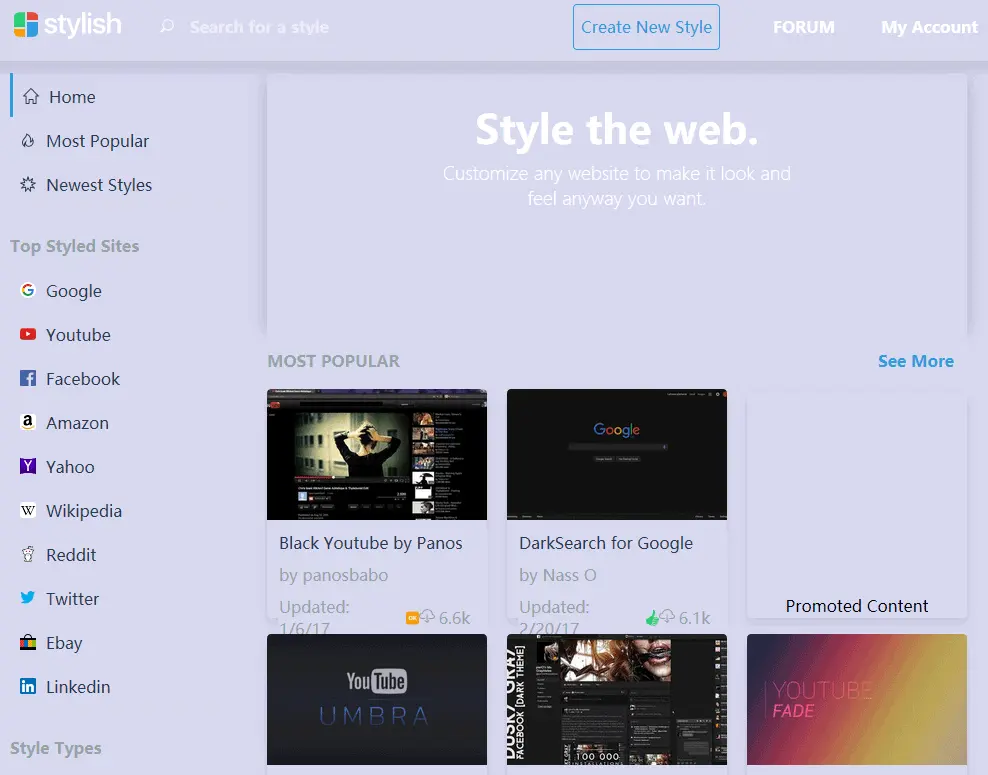 stylish
Search for a style
Create New Style
FORUM
My Account
Home
Most Popular
Newest Styles
Top Styled Sites
Google
Youtube
Facebook
Amazon
Yahoo
Wikipedia
Reddit
Twitter
Ebay
Linkedin
Style Types
Style the web.
Customize any website to make it look and
feel anyway you want.
MOST POPULAR
See More
Google
Black Youtube by Panos
by panosbabo
Updated:
1/6/17
OK
6.6k
DarkSearch for Google
by Nass O
Updated:
2/20/17
6.1k
Promoted Content
YouTube
UMBRA
DUSKY GRAY
FACEBOOK [DARK THEME]
100 000
INSTALLATIONS
YOUTUBE
FADE